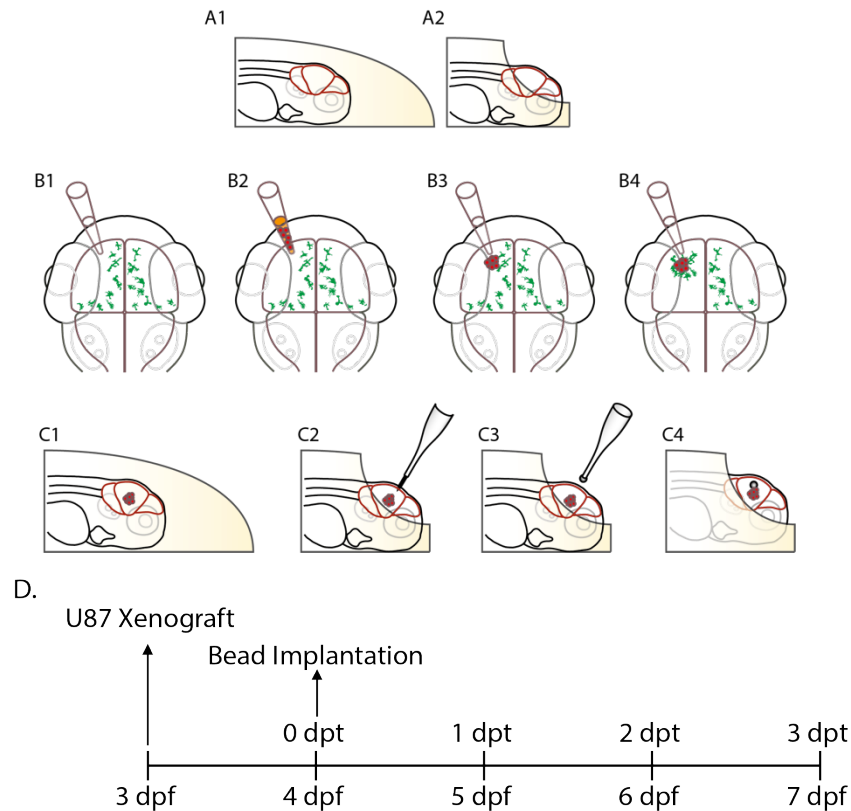 A1 A2
B1 B2 B3 B4
C1 C2 C3 C4
D.
U87 Xenograft
Bead Implantation
0 dpt 1 dpt 2 dpt 3 dpt
3 dpf 4 dpf 5 dpf 6 dpf 7 dpf